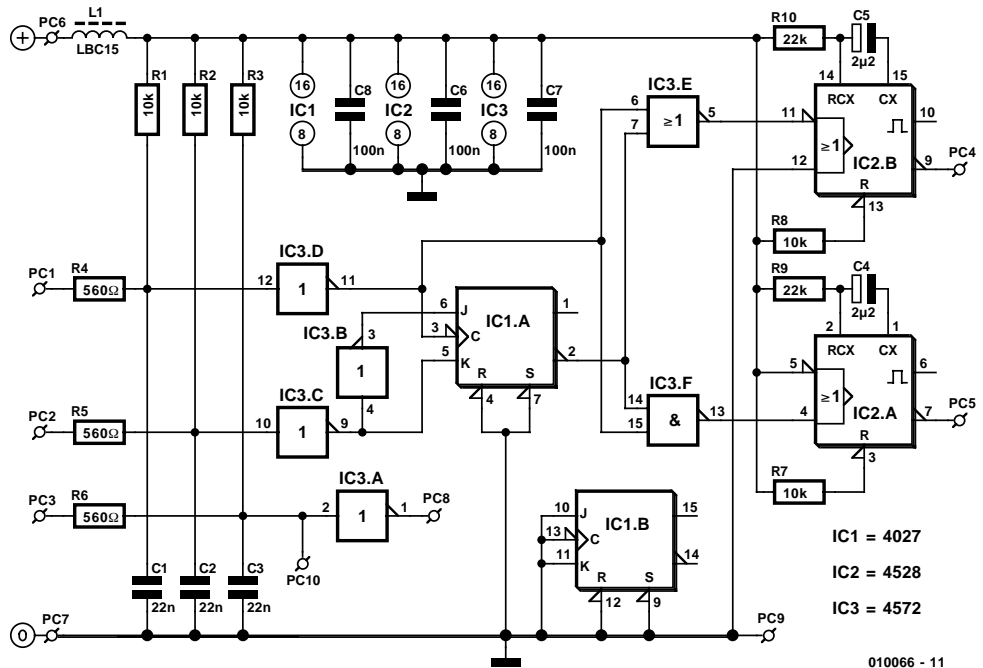 L1
PC6
LBC15
R1
10k
R2
10k
R3
10k
16
IC1
8
C8
100n
16
IC2
8
C6
100n
16
IC3
8
C7
100n
R10
22k
C5
2µ2
14
15
RCX
CX
11
≥1
12
IC2.B
10
9
PC4
R
13
IC3.E
6
7
≥1
5
R8
10k
R9
22k
C4
2µ2
2
1
RCX
CX
5
≥1
4
IC2.A
6
7
PC5
R
3
R7
10k
PC1
R4
560Ω
IC3.D
12
1
11
IC3.B
3
1
4
6
J
3
C
5
K
IC1.A
1
2
R
S
4
7
PC2
R5
560Ω
IC3.C
10
1
9
IC3.F
14
15
&
13
PC3
R6
560Ω
IC3.A
2
1
1
PC8
PC10
10
J
13
C
11
K
IC1.B
15
14
R
S
12
9
C1
22n
C2
22n
C3
22n
0
PC7
PC9
IC1 = 4027
IC2 = 4528
IC3 = 4572
010066 - 11